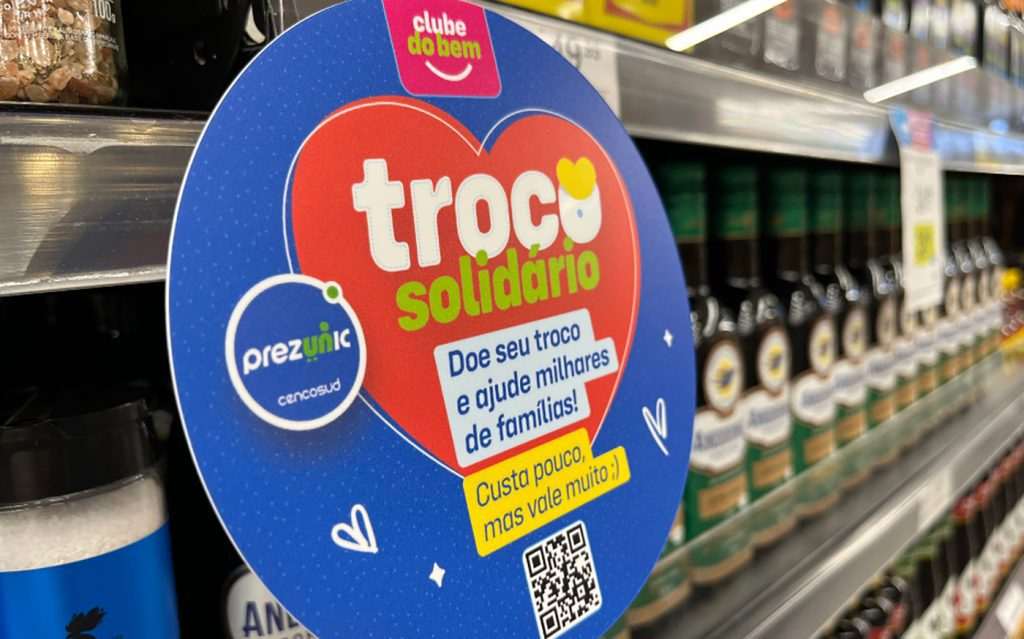 100g
clube
do bem
troco
solidário
prezunic
cencosud
Doe seu troco
e ajude milhares
de famílias!
Custa pouco,
mas vale muito ;)